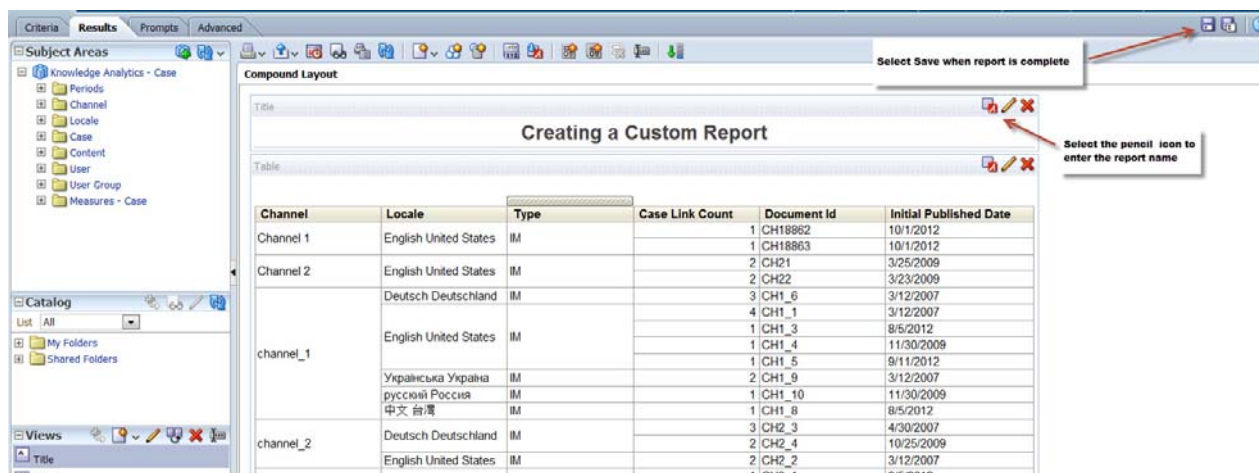 Criteria Results Prompts Advanced
Subject Areas
Knowledge Analytics - Case
Periods
Channel
Locale
Case
Content
User
User Group
Measures - Case
Catalog
List All
My Folders
Shared Folders
Views
Title
Compound Layout
Select Save when report is complete
Title
Creating a Custom Report
Select the pencil icon to
enter the report name
Table
Channel Locale Type Case Link Count Document Id Initial Published Date
Channel 1 English United States IM 1 CH18862 10/1/2012
1 CH18863 10/1/2012
Channel 2 English United States IM 2 CH21 3/25/2009
2 CH22 3/23/2009
channel_1 Deutsch Deutschland IM 3 CH1_6 3/12/2007
English United States IM 4 CH1_1 3/12/2007
1 CH1_3 8/5/2012
1 CH1_4 11/30/2009
1 CH1_5 9/11/2012
Українська Україна IM 2 CH1_9 3/12/2007
русский Россия IM 1 CH1_10 11/30/2009
中文 台灣 IM 1 CH1_8 8/5/2012
channel_2 Deutsch Deutschland IM 3 CH2_3 4/30/2007
2 CH2_4 10/25/2009
English United States IM 2 CH2_2 3/12/2007